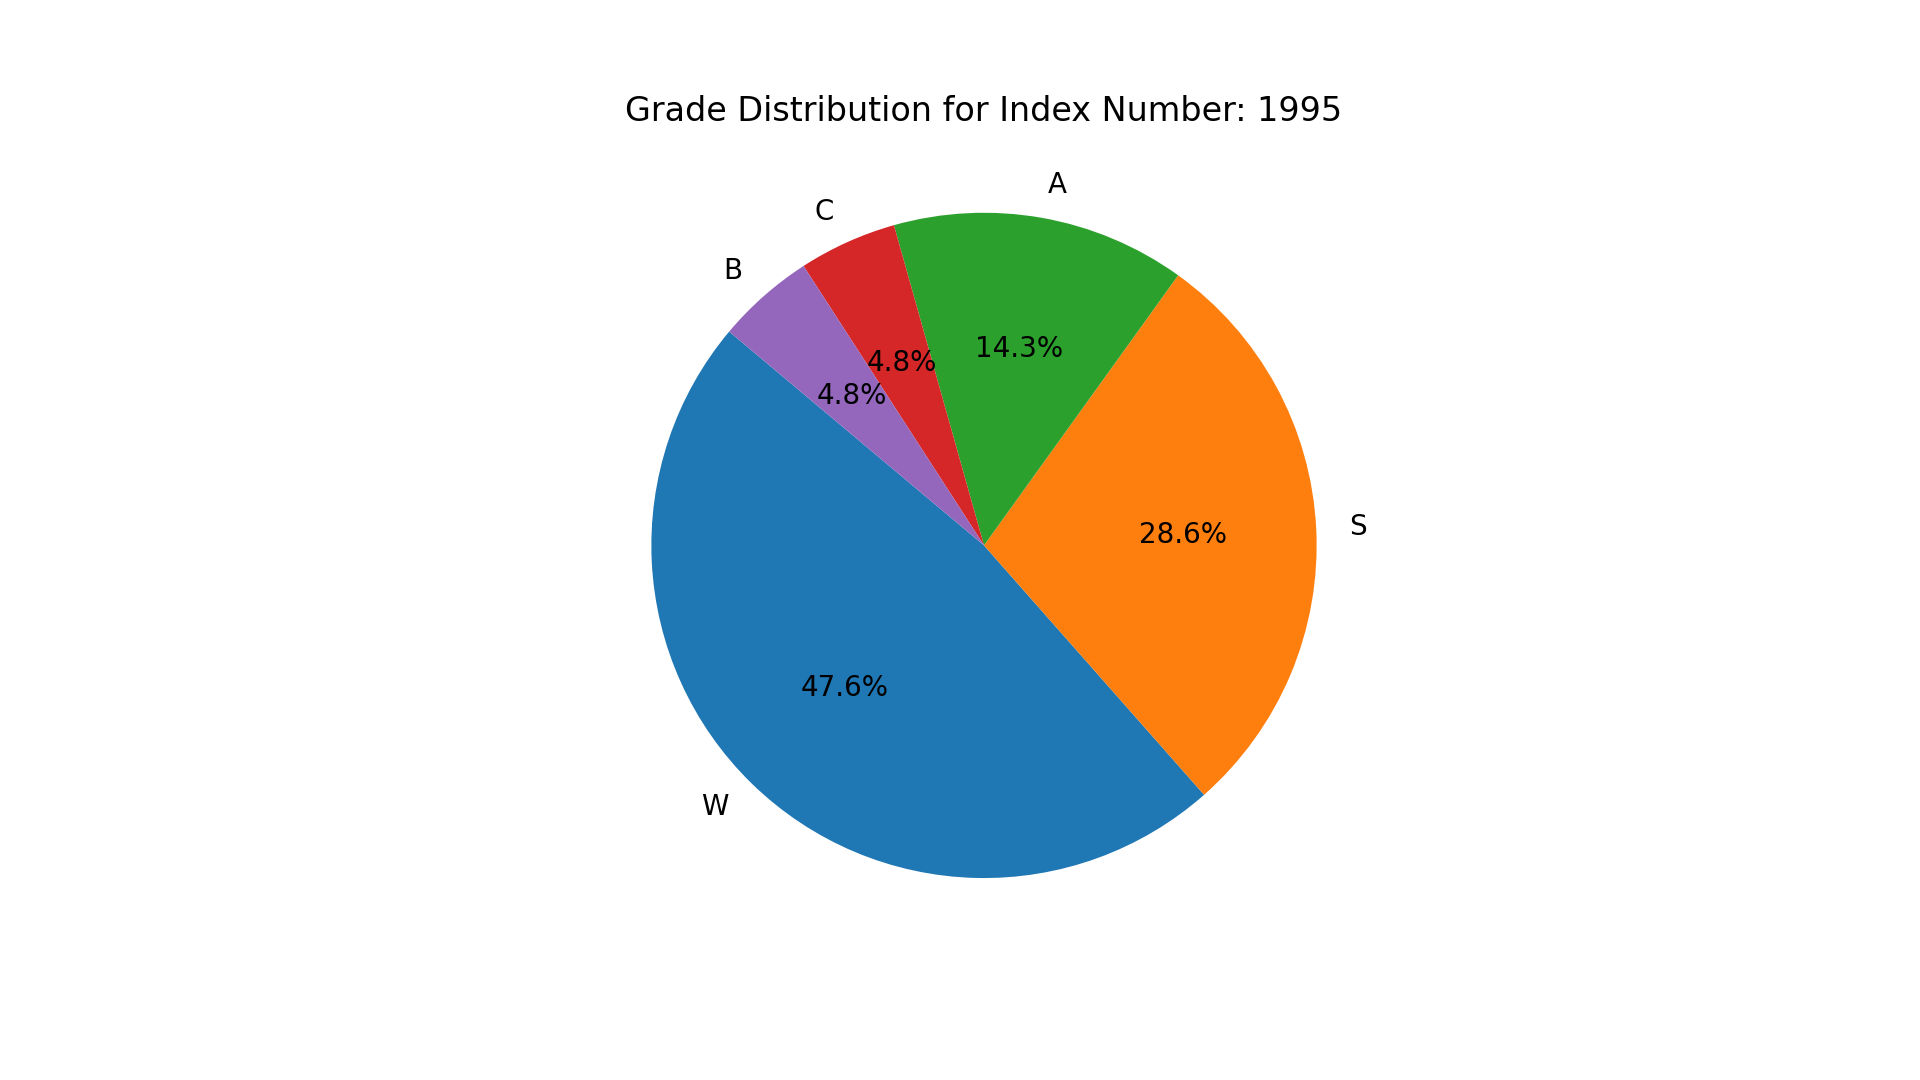 Grade Distribution for Index Number: 1995
A
C
B
14.3%
4.8%
4.8%
S
28.6%
47.6%
W